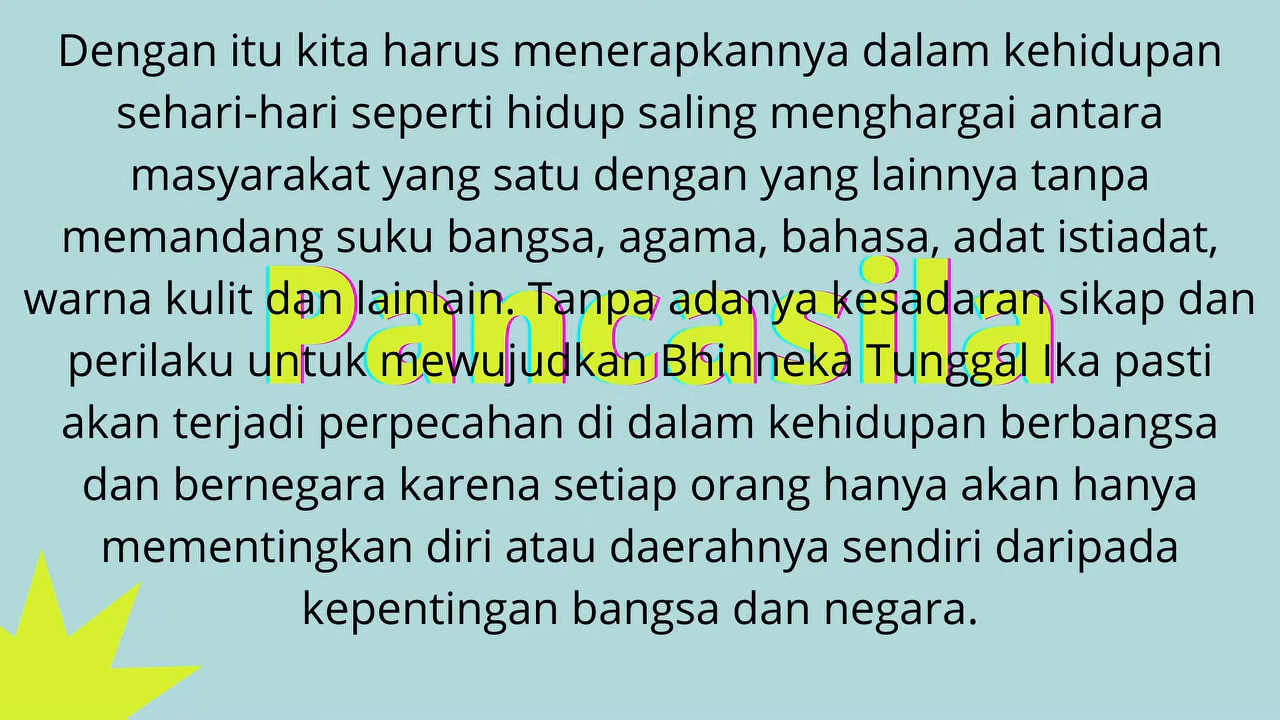 Dengan itu kita harus menerapkannya dalam kehidupan
sehari-hari seperti hidup saling menghargai antara
masyarakat yang satu dengan yang lainnya tanpa
memandang suku bangsa, agama, bahasa, adat istiadat,
warna kulit dan lainlain. Tanpa adanya kesadaran sikap dan
Pancasila
perilaku untuk mewujudkan Bhinneka Tunggal Ika pasti
akan terjadi perpecahan di dalam kehidupan berbangsa
dan bernegara karena setiap orang hanya akan hanya
mementingkan diri atau daerahnya sendiri daripada
kepentingan bangsa dan negara.